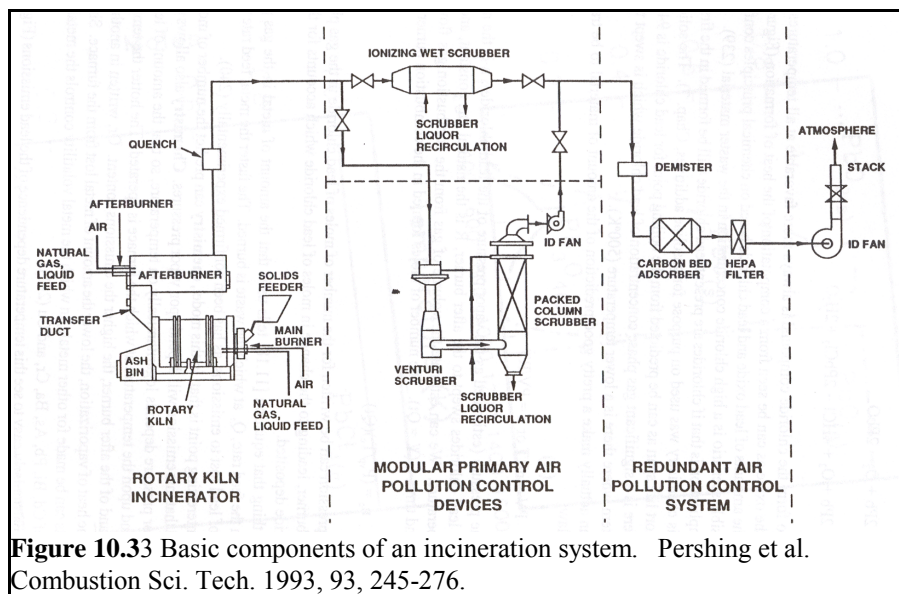 IONIZING WET SCRUBBER
SCRUBBER
LIQUOR
RECIRCULATION
QUENCH
AFTERBURNER
AIR
NATURAL
GAS,
LIQUID
FEED
AFTERBURNER
SOLIDS
FEEDER
TRANSFER
DUCT
MAIN
BURNER
ASH
BIN
ROTARY
KILN
AIR
NATURAL
GAS,
LIQUID FEED
ROTARY KILN
INCINERATOR
ID FAN
PACKED
COLUMN
SCRUBBER
VENTURI
SCRUBBER
SCRUBBER
LIQUOR
RECIRCULATION
MODULAR PRIMARY AIR
POLLUTION CONTROL
DEVICES
DEMISTER
CARBON BED
ADSORBER
HEPA
FILTER
REDUNDANT AIR
POLLUTION CONTROL
SYSTEM
ATMOSPHERE
STACK
ID FAN
Figure 10.33 Basic components of an incineration system. Pershing et al.
Combustion Sci. Tech. 1993, 93, 245-276.